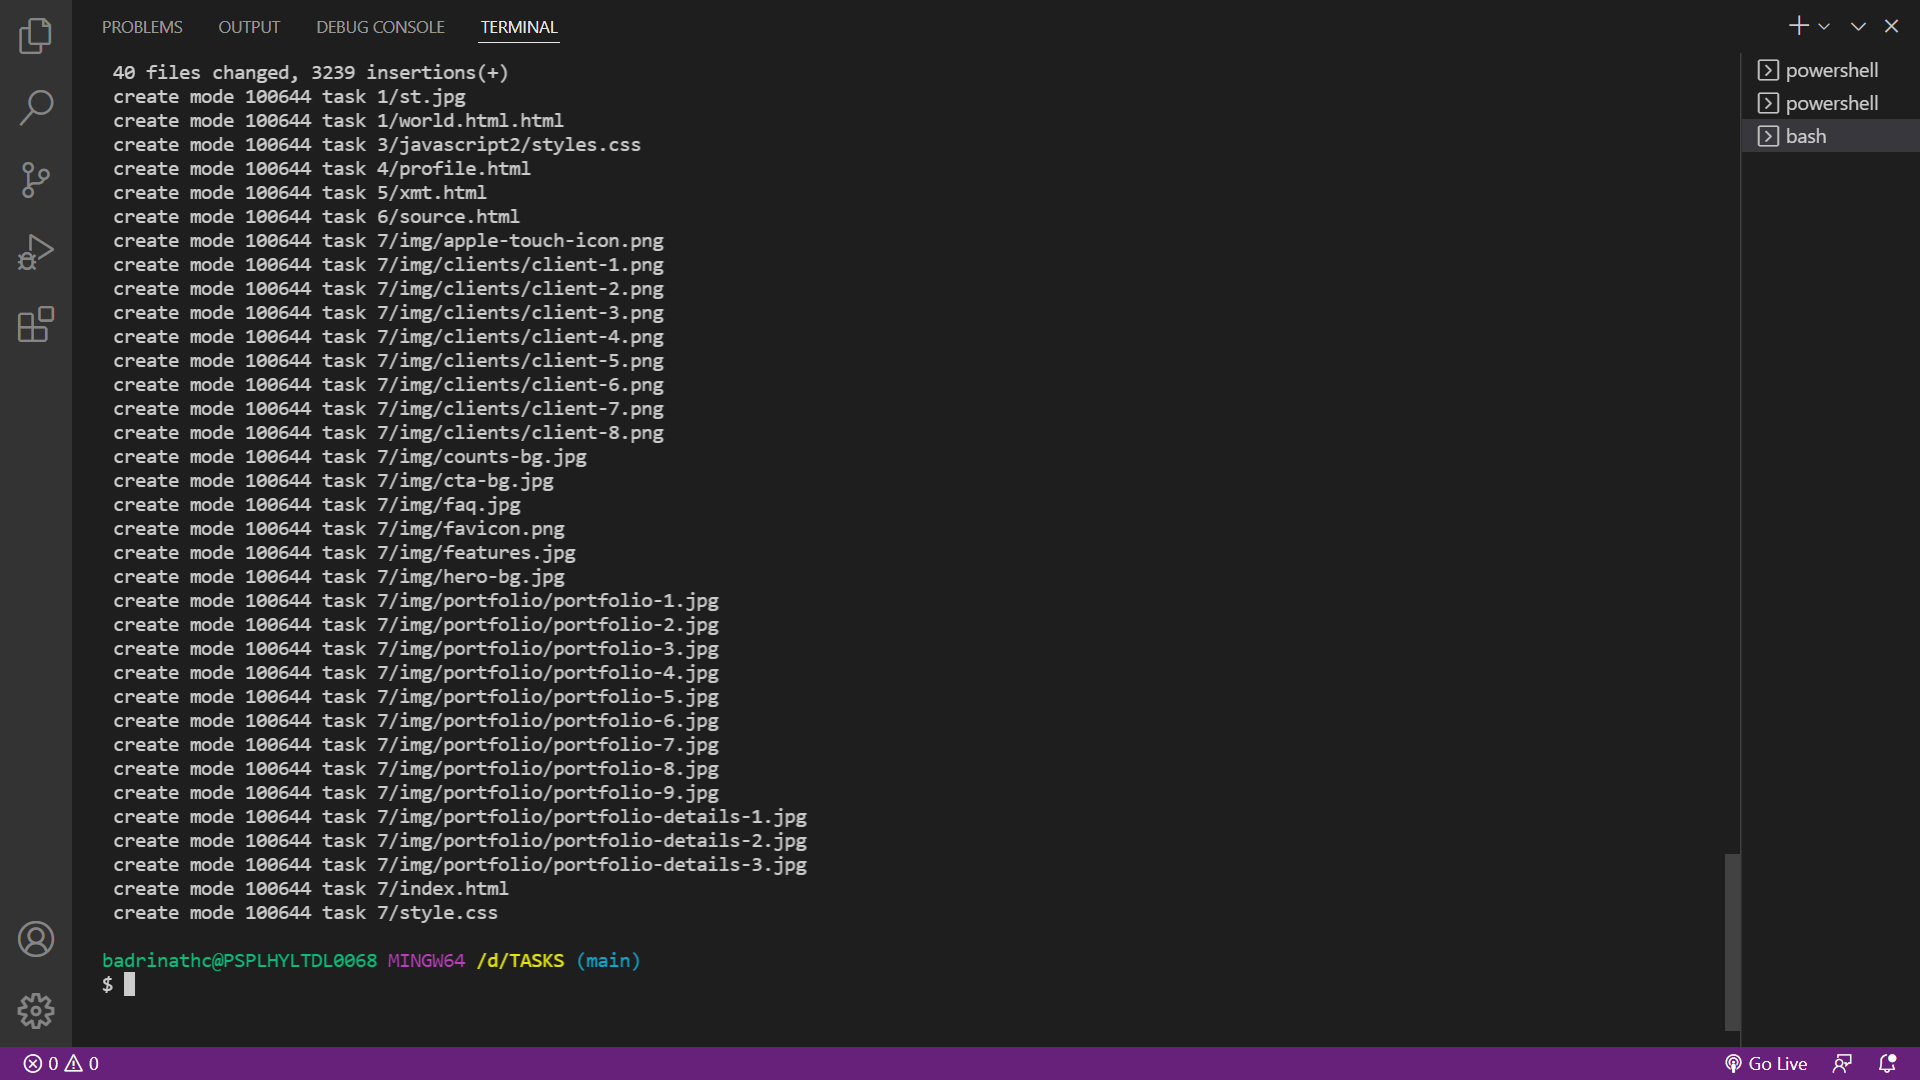 PROBLEMS OUTPUT DEBUG CONSOLE TERMINAL
40 files changed, 3239 insertions(+)
create mode 100644 task 1/st.jpg
create mode 100644 task 1/world.html.html
create mode 100644 task 3/javascript2/styles.css
create mode 100644 task 4/profile.html
create mode 100644 task 5/xmt.html
create mode 100644 task 6/source.html
create mode 100644 task 7/img/apple-touch-icon.png
create mode 100644 task 7/img/clients/client-1.png
create mode 100644 task 7/img/clients/client-2.png
create mode 100644 task 7/img/clients/client-3.png
create mode 100644 task 7/img/clients/client-4.png
create mode 100644 task 7/img/clients/client-5.png
create mode 100644 task 7/img/clients/client-6.png
create mode 100644 task 7/img/clients/client-7.png
create mode 100644 task 7/img/clients/client-8.png
create mode 100644 task 7/img/counts-bg.jpg
create mode 100644 task 7/img/cta-bg.jpg
create mode 100644 task 7/img/faq.jpg
create mode 100644 task 7/img/favicon.png
create mode 100644 task 7/img/features.jpg
create mode 100644 task 7/img/hero-bg.jpg
create mode 100644 task 7/img/portfolio/portfolio-1.jpg
create mode 100644 task 7/img/portfolio/portfolio-2.jpg
create mode 100644 task 7/img/portfolio/portfolio-3.jpg
create mode 100644 task 7/img/portfolio/portfolio-4.jpg
create mode 100644 task 7/img/portfolio/portfolio-5.jpg
create mode 100644 task 7/img/portfolio/portfolio-6.jpg
create mode 100644 task 7/img/portfolio/portfolio-7.jpg
create mode 100644 task 7/img/portfolio/portfolio-8.jpg
create mode 100644 task 7/img/portfolio/portfolio-9.jpg
create mode 100644 task 7/img/portfolio/portfolio-details-1.jpg
create mode 100644 task 7/img/portfolio/portfolio-details-2.jpg
create mode 100644 task 7/img/portfolio/portfolio-details-3.jpg
create mode 100644 task 7/index.html
create mode 100644 task 7/style.css
badrinathc@PSPLHYLTDL0068 MINGW64 /d/TASKS (main)
$
powershell
powershell
bash
0 0
Go Live